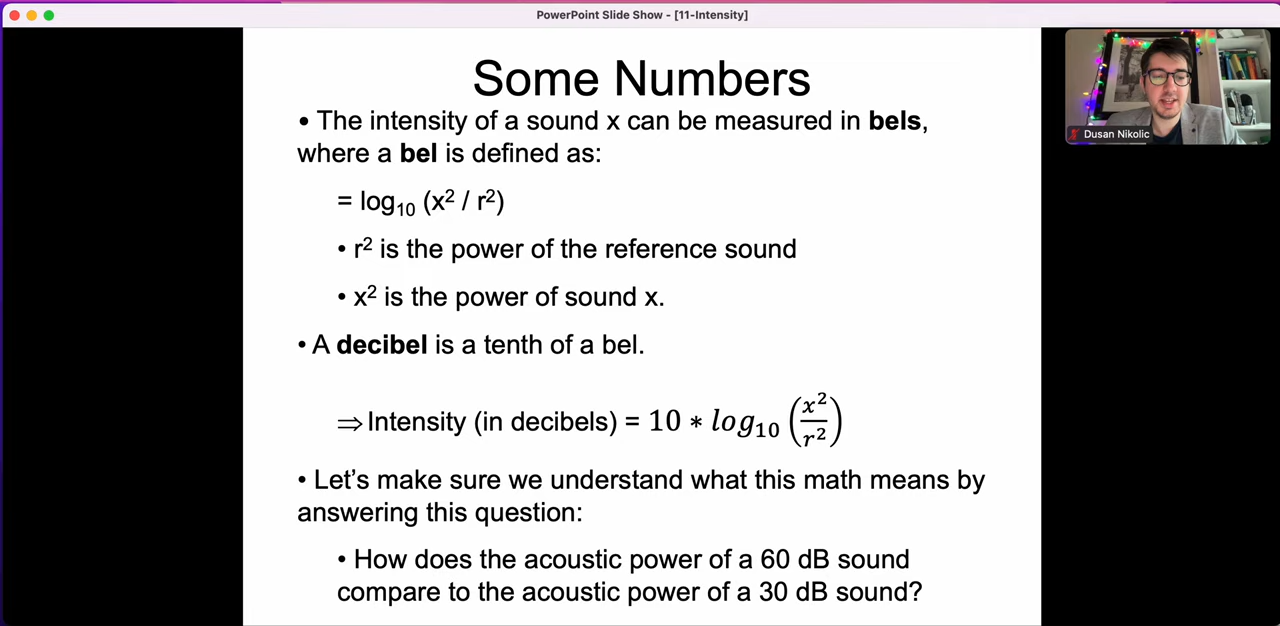 PowerPoint Slide Show - [11-Intensity]
Some Numbers
• The intensity of a sound x can be measured in bels,
where a bel is defined as:
= log₁₀ (x² / r²)
• r² is the power of the reference sound
• x² is the power of sound x.
• A decibel is a tenth of a bel.
⇒ Intensity (in decibels) = 10 * log₁₀ (x²/r²)
• Let's make sure we understand what this math means by
answering this question:
• How does the acoustic power of a 60 dB sound
compare to the acoustic power of a 30 dB sound?
Dusan Nikolic